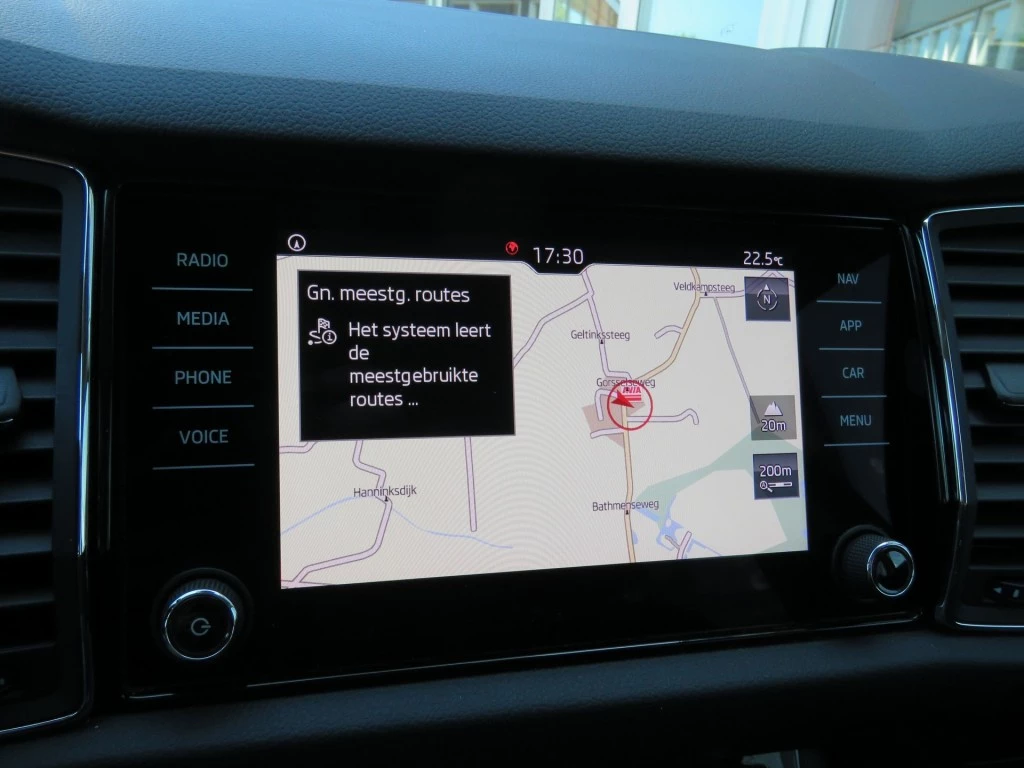 17:30
22.5°C
RADIO
MEDIA
PHONE
VOICE
Gn. meestg. routes
Het systeem leert
de
meestgebruikte
routes ...
Veldkampsteeg
Geltinkssteeg
Gorsselseweg
Hanninksdijk
Bathmenseweg
N
20m
200m
NAV
APP
CAR
MENU